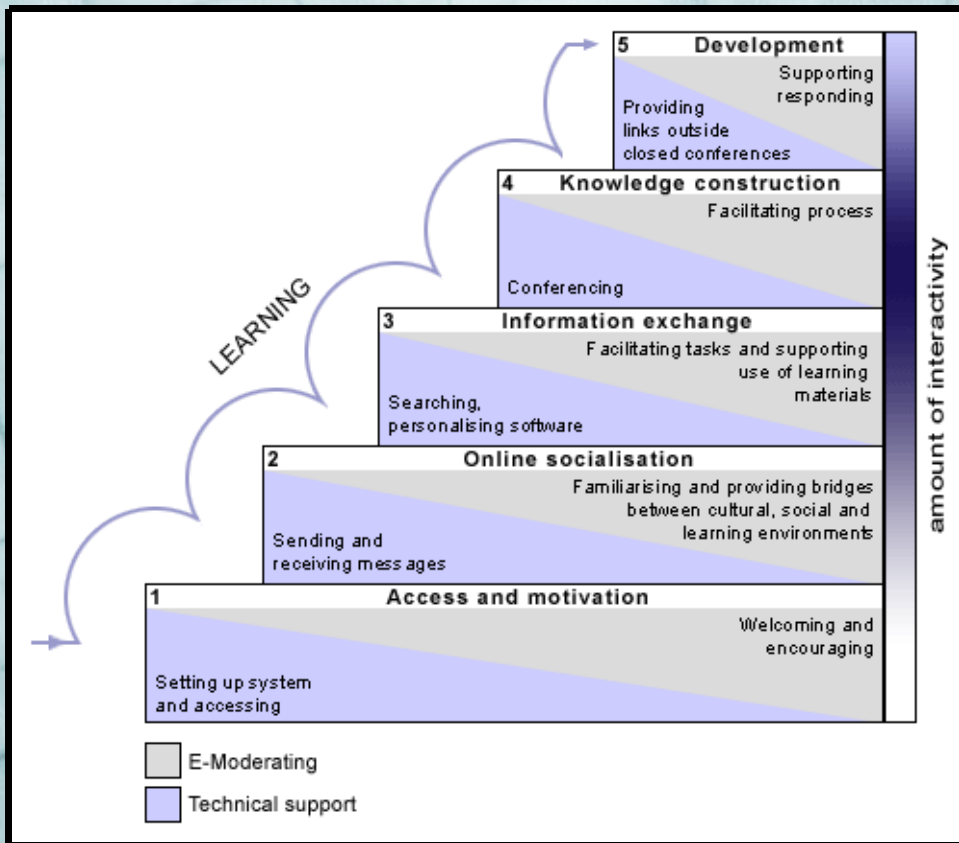 5 Development
Supporting
responding
Providing
links outside
closed conferences
4 Knowledge construction
Facilitating process
Conferencing
3 Information exchange
Facilitating tasks and supporting
use of learning
materials
Searching,
personalising software
2 Online socialisation
Familiarising and providing bridges
between cultural, social and
learning environments
Sending and
receiving messages
1 Access and motivation
Welcoming and
encouraging
Setting up system
and accessing
LEARNING
amount of interactivity
E-Moderating
Technical support